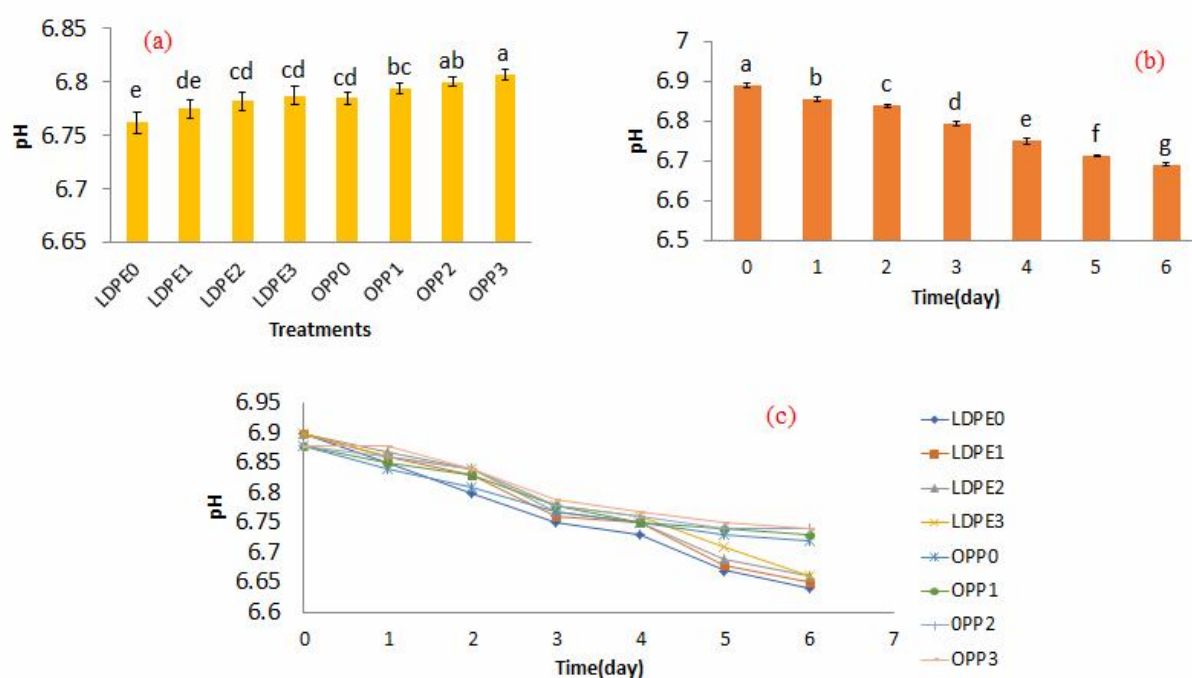 (a)
pH
6.85
6.8
6.75
6.7
6.65
e
de
cd
cd
cd
bc
ab
a
LDPE0
LDPE1
LDPE2
LDPE3
OPP0
OPP1
OPP2
OPP3
Treatments
(b)
pH
7
6.9
6.8
6.7
6.6
6.5
a
b
c
d
e
f
g
0 1 2 3 4 5 6
Time(day)
(c)
pH
6.95
6.9
6.85
6.8
6.75
6.7
6.65
6.6
0 1 2 3 4 5 6 7
Time(day)
LDPE0
LDPE1
LDPE2
LDPE3
OPP0
OPP1
0PP2
OPP3